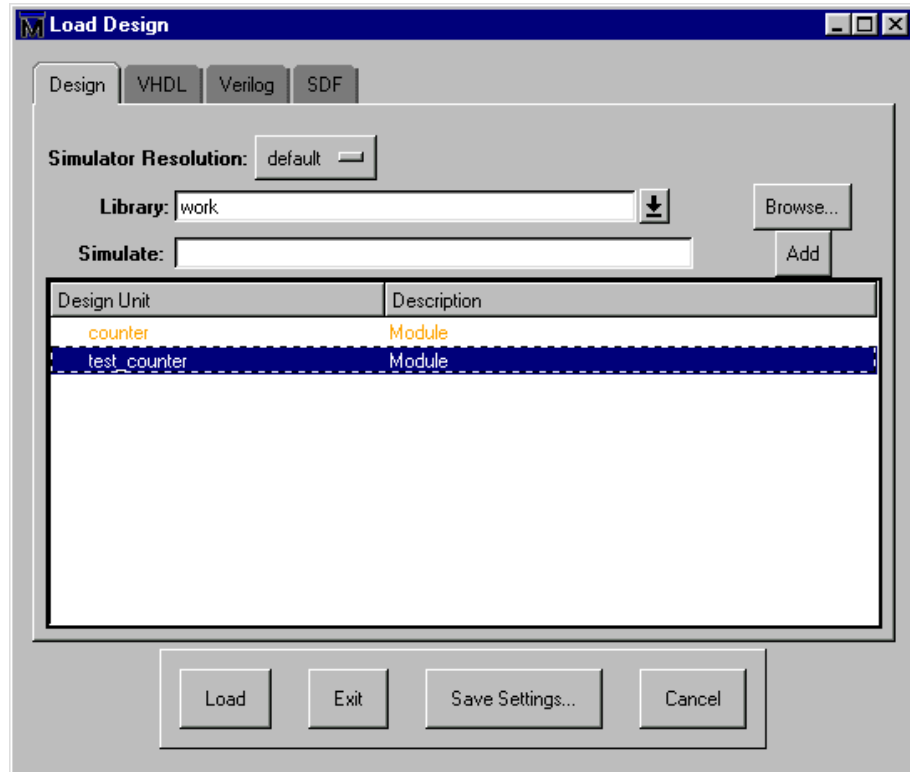 Load Design
Design VHDL Verilog SDF
Simulator Resolution: default
Library: work Browse...
Simulate: Add
Design Unit Description
counter Module
test_counter Module
Load Exit Save Settings... Cancel